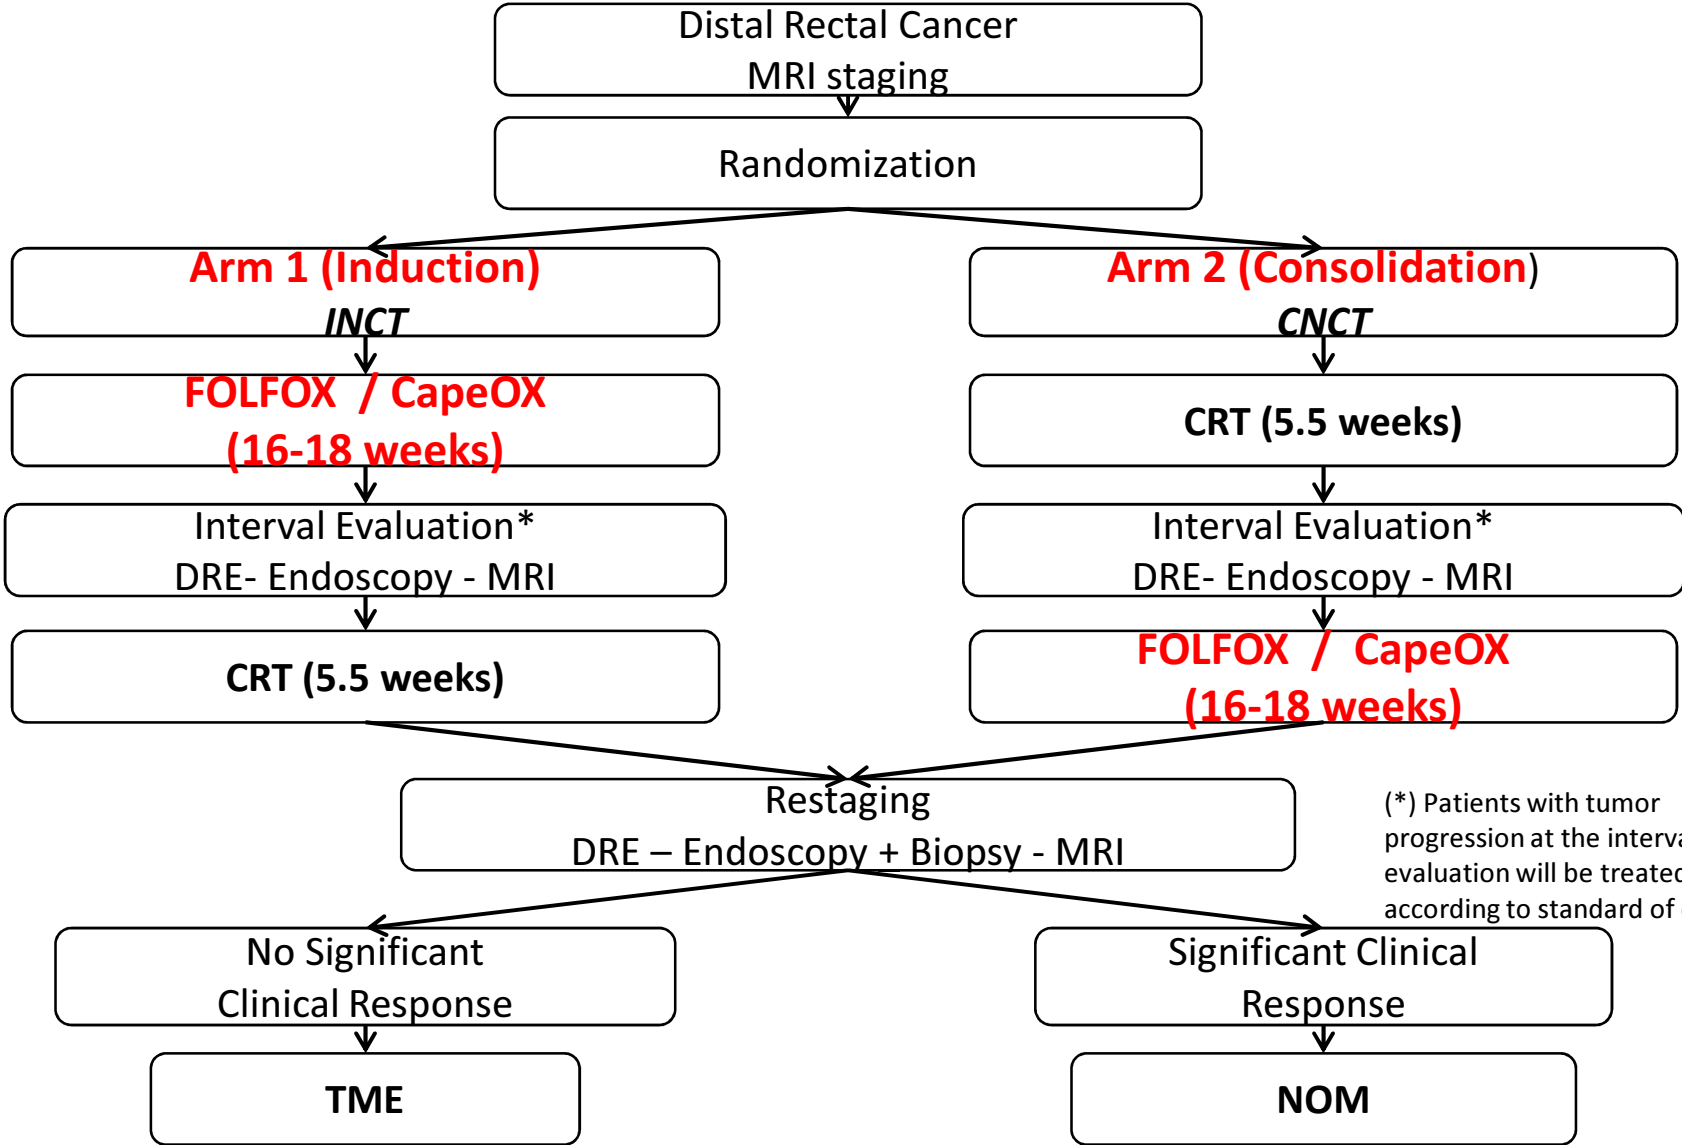 Distal Rectal Cancer
MRI staging
Randomization
Arm 1 (Induction)
INCT
Arm 2 (Consolidation)
CNCT
FOLFOX / CapeOX
(16-18 weeks)
CRT (5.5 weeks)
Interval Evaluation*
DRE- Endoscopy - MRI
Interval Evaluation*
DRE- Endoscopy - MRI
CRT (5.5 weeks)
FOLFOX / CapeOX
(16-18 weeks)
Restaging
DRE – Endoscopy + Biopsy - MRI
(*) Patients with tumor
progression at the interva
evaluation will be treated
according to standard of
No Significant
Clinical Response
Significant Clinical
Response
TME
NOM